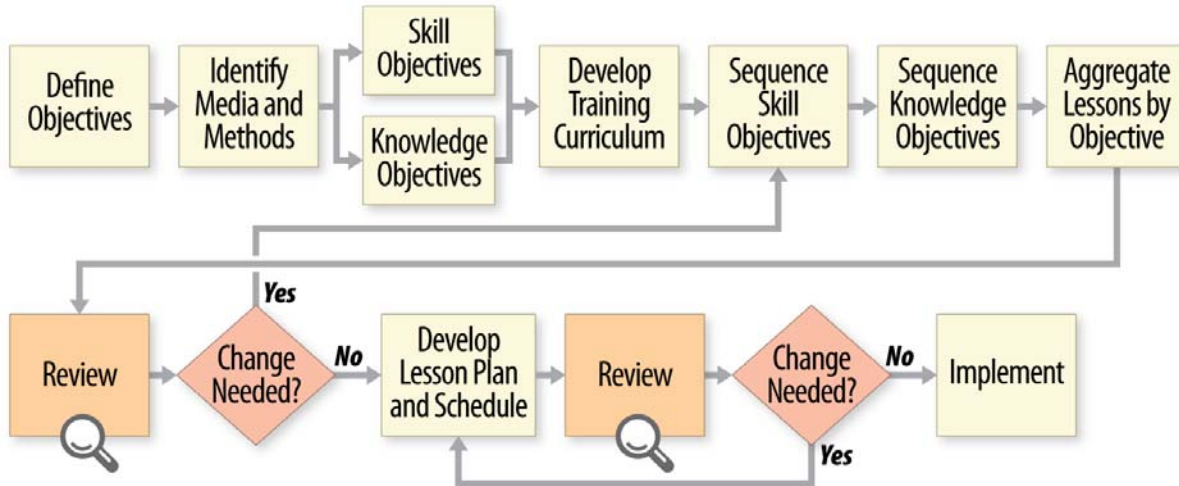 Define
Objectives
Identify
Media and
Methods
Skill
Objectives
Knowledge
Objectives
Develop
Training
Curriculum
Sequence
Skill
Objectives
Sequence
Knowledge
Objectives
Aggregate
Lessons by
Objective
Review
Yes
Change
Needed?
No
Develop
Lesson Plan
and Schedule
Review
Change
Needed?
No
Yes
Implement